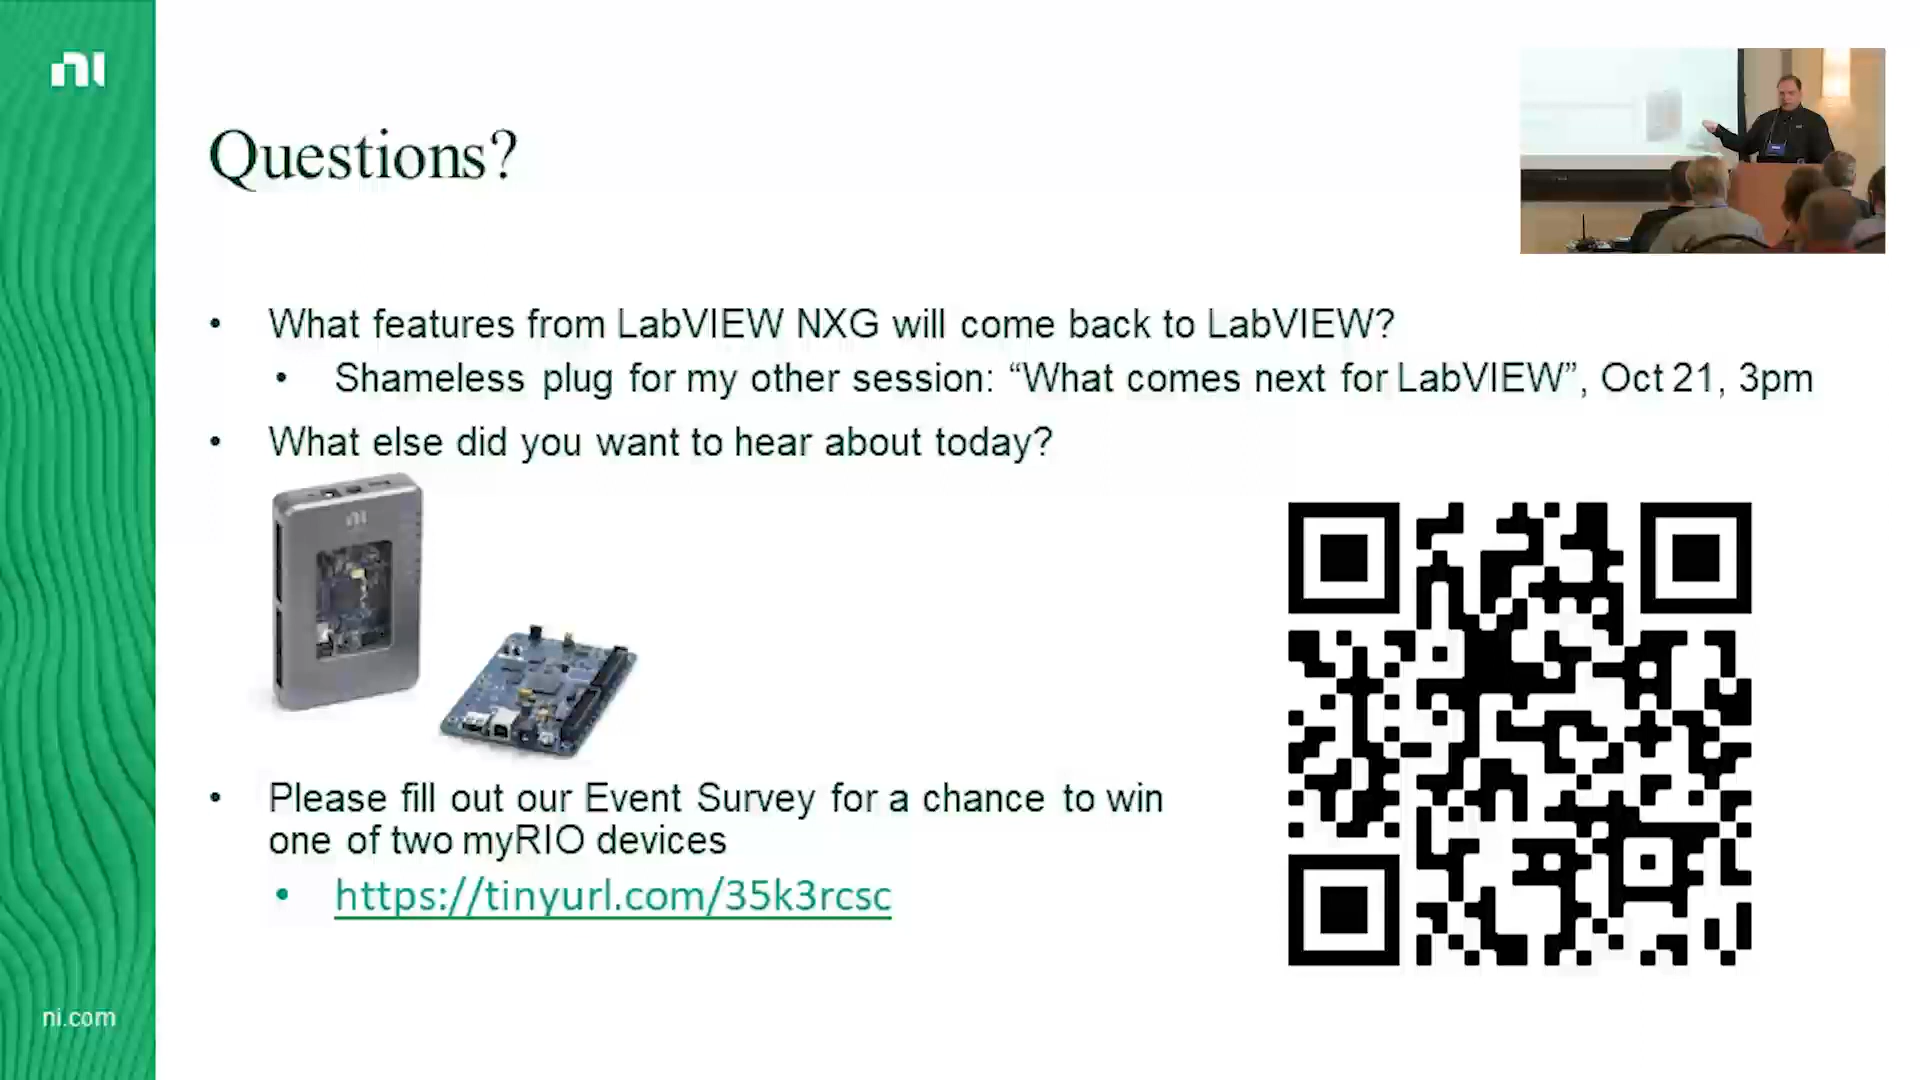 ni
Questions?
• What features from LabVIEW NXG will come back to LabVIEW?
• Shameless plug for my other session: “What comes next for LabVIEW”, Oct 21, 3pm
• What else did you want to hear about today?
ni
• Please fill out our Event Survey for a chance to win
one of two myRIO devices
• https://tinyurl.com/35k3rcsc
ni.com